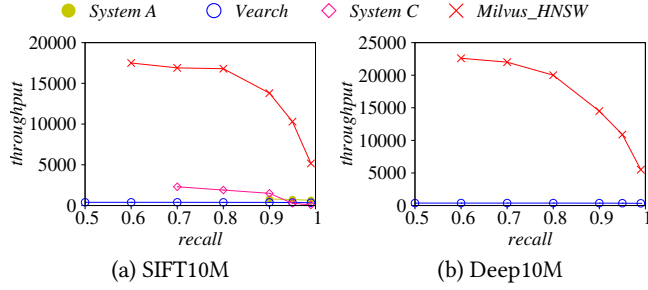 System A Vearch System C Milvus_HNSW
20000
15000
10000
5000
0
throughput
0.5 0.6 0.7 0.8 0.9 1
recall
(a) SIFT10M
25000
20000
15000
10000
5000
0
throughput
0.5 0.6 0.7 0.8 0.9 1
recall
(b) Deep10M